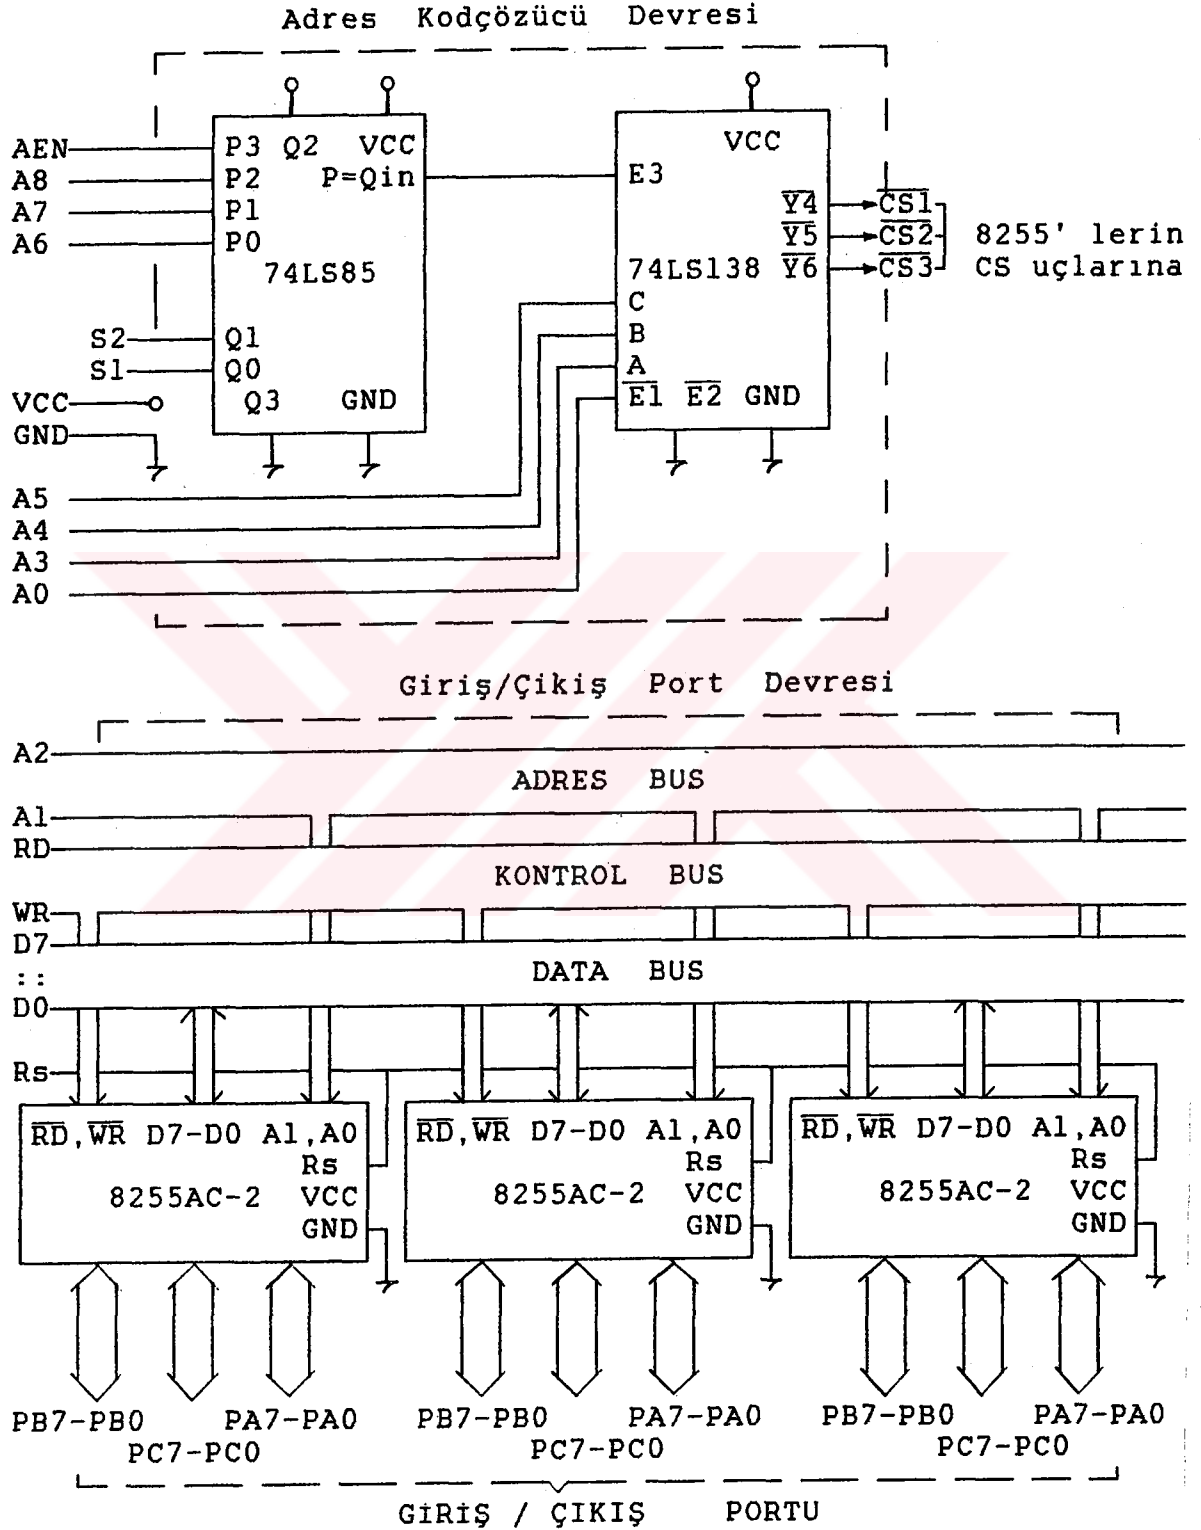 Adres Kodçözücü Devresi
AEN P3 Q2 VCC VCC
A8 P2 P=Qin E3
A7 P1 Y4 CS1
A6 P0 Y5 CS2 8255' lerin
74LS85 74LS138 Y6 CS3 CS uçlarına
C
S2 Q1 B
S1 Q0 A
VCC Q3 GND E1 E2 GND
GND
A5
A4
A3
A0
Giriş/Çikiş Port Devresi
A2
ADRES BUS
A1
RD
KONTROL BUS
WR
D7
:: DATA BUS
D0
Rs
RD,WR D7-D0 A1,A0 RD,WR D7-D0 A1,A0 RD,WR D7-D0 A1,A0
Rs Rs Rs
8255AC-2 VCC 8255AC-2 VCC 8255AC-2 VCC
GND GND GND
PB7-PB0 PA7-PA0 PB7-PB0 PA7-PA0 PB7-PB0 PA7-PA0
PC7-PC0 PC7-PC0 PC7-PC0
GİRİŞ / ÇIKIŞ PORTU